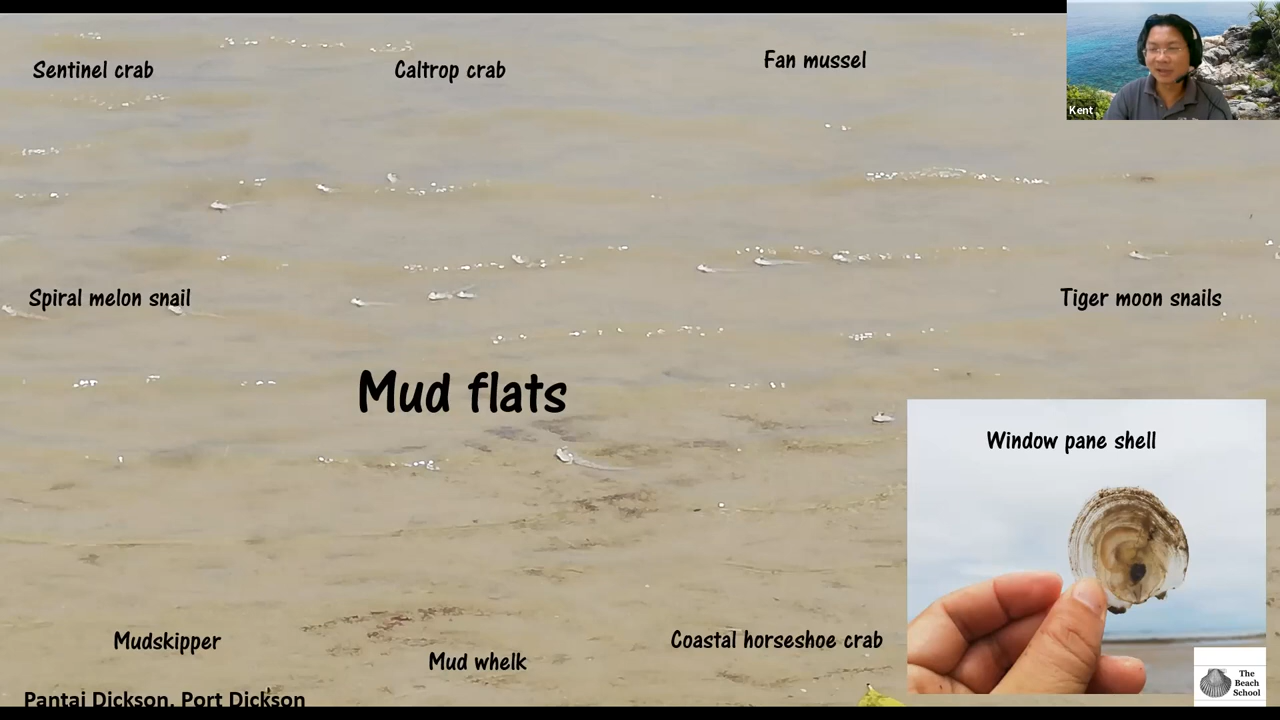 Sentinel crab
Caltrop crab
Fan mussel
Kent
Spiral melon snail
Tiger moon snails
Mud flats
Window pane shell
Mudskipper
Mud whelk
Coastal horseshoe crab
Pantai Dickson, Port Dickson
The
Beach
School